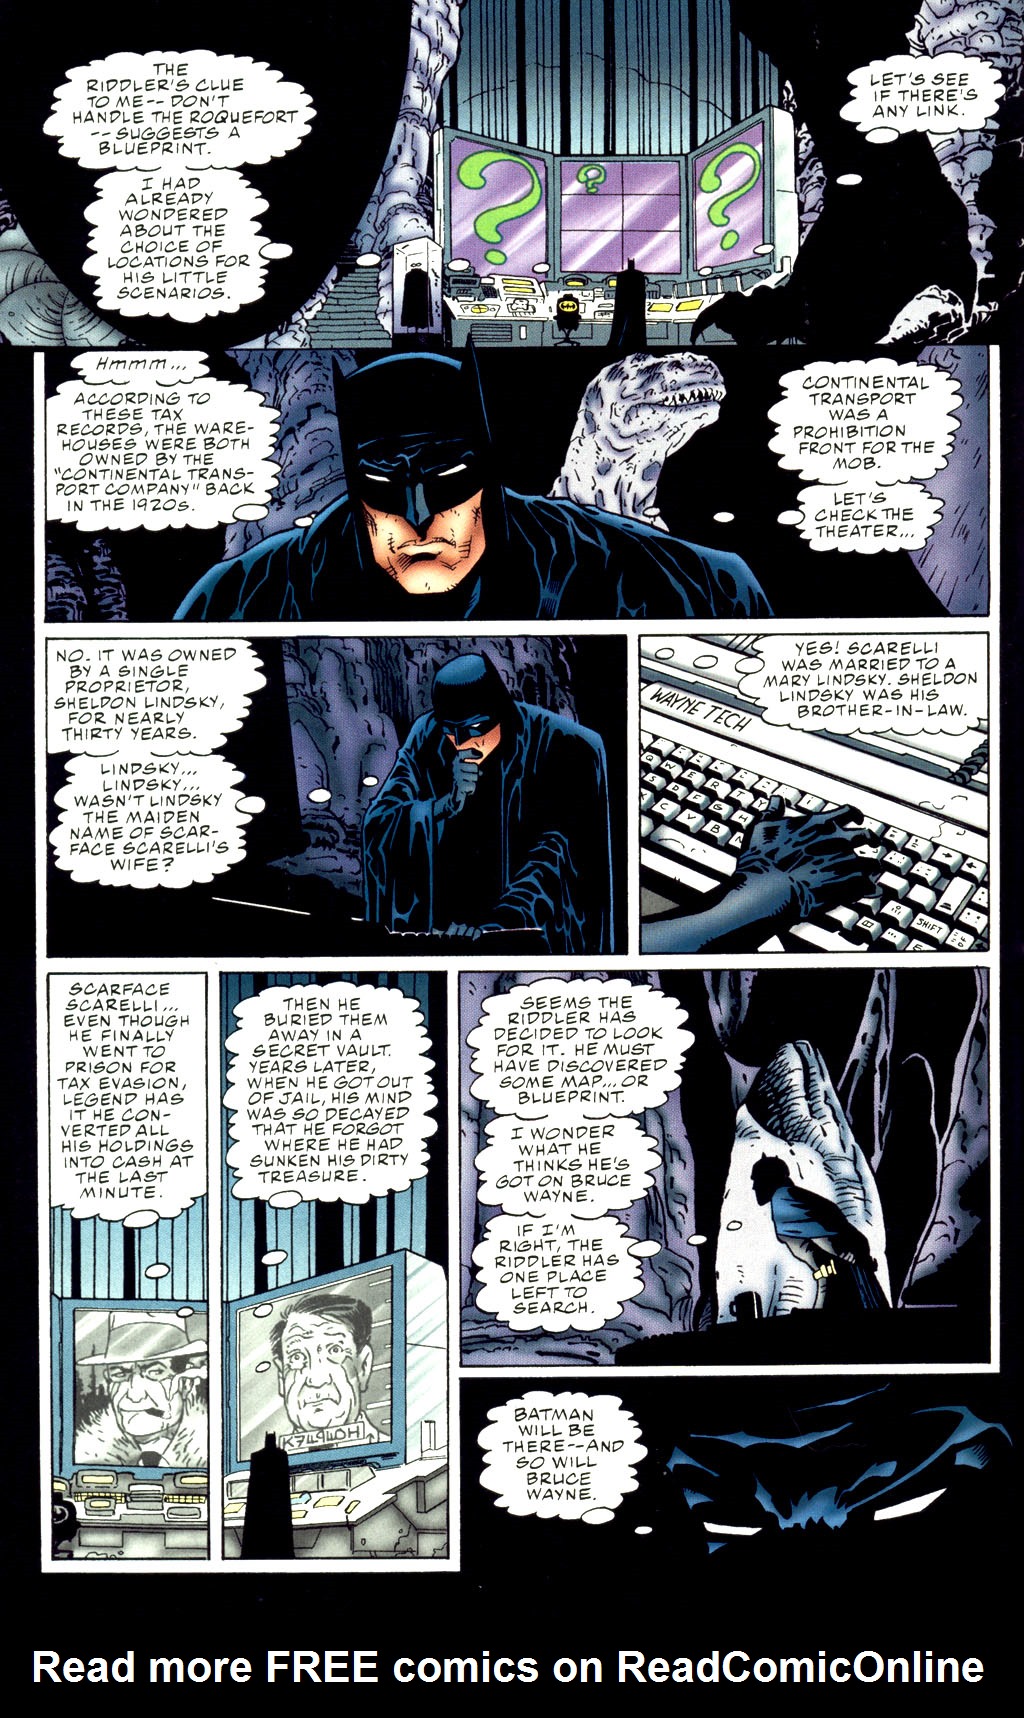 THE
RIDDLER'S CLUE
TO ME-- DON'T
HANDLE THE ROQUEFORT
--SUGGESTS A
BLUEPRINT.
I HAD
ALREADY
WONDERED
ABOUT THE
CHOICE OF
LOCATIONS FOR
HIS LITTLE
SCENARIOS.
LET'S SEE
IF THERE'S
ANY LINK.
? ? ?
Hmmm...
ACCORDING TO
THESE TAX
RECORDS, THE WARE-
HOUSES WERE BOTH
OWNED BY THE
"CONTINENTAL TRANS-
PORT COMPANY" BACK
IN THE 1920s.
CONTINENTAL
TRANSPORT
WAS A
PROHIBITION
FRONT FOR THE
MOB.
LET'S
CHECK THE
THEATER...
NO. IT WAS OWNED
BY A SINGLE
PROPRIETOR,
SHELDON LINDSKY,
FOR NEARLY
THIRTY YEARS.
LINDSKY...
LINDSKY...
WASN'T LINDSKY
THE MAIDEN
NAME OF SCAR-
FACE SCARELLI'S
WIFE?
YES! SCARELLI
WAS MARRIED TO A
MARY LINDSKY. SHELDON
LINDSKY WAS HIS
BROTHER-IN-LAW.
WAYNE TECH
QWERTY
SDFGH
XCVBN
SHIFT
SCARFACE
SCARELLI...
EVEN THOUGH
HE FINALLY
WENT TO
PRISON FOR
TAX EVASION,
LEGEND HAS
IT HE CON-
VERTED ALL
HIS HOLDINGS
INTO CASH AT
THE LAST
MINUTE.
THEN HE
BURIED THEM
AWAY IN A
SECRET VAULT.
YEARS LATER,
WHEN HE GOT OUT
OF JAIL, HIS MIND
WAS SO DECAYED
THAT HE FORGOT
WHERE HE HAD
SUNKEN HIS DIRTY
TREASURE.
K74940H
SEEMS THE
RIDDLER HAS
DECIDED TO LOOK
FOR IT. HE MUST
HAVE DISCOVERED
SOME MAP... OR
BLUEPRINT.
I WONDER
WHAT HE
THINKS HE'S
GOT ON BRUCE
WAYNE.
IF I'M
RIGHT, THE
RIDDLER HAS
ONE PLACE
LEFT TO
SEARCH.
BATMAN
WILL BE
THERE--AND
SO WILL
BRUCE
WAYNE.
Read more FREE comics on ReadComicOnline